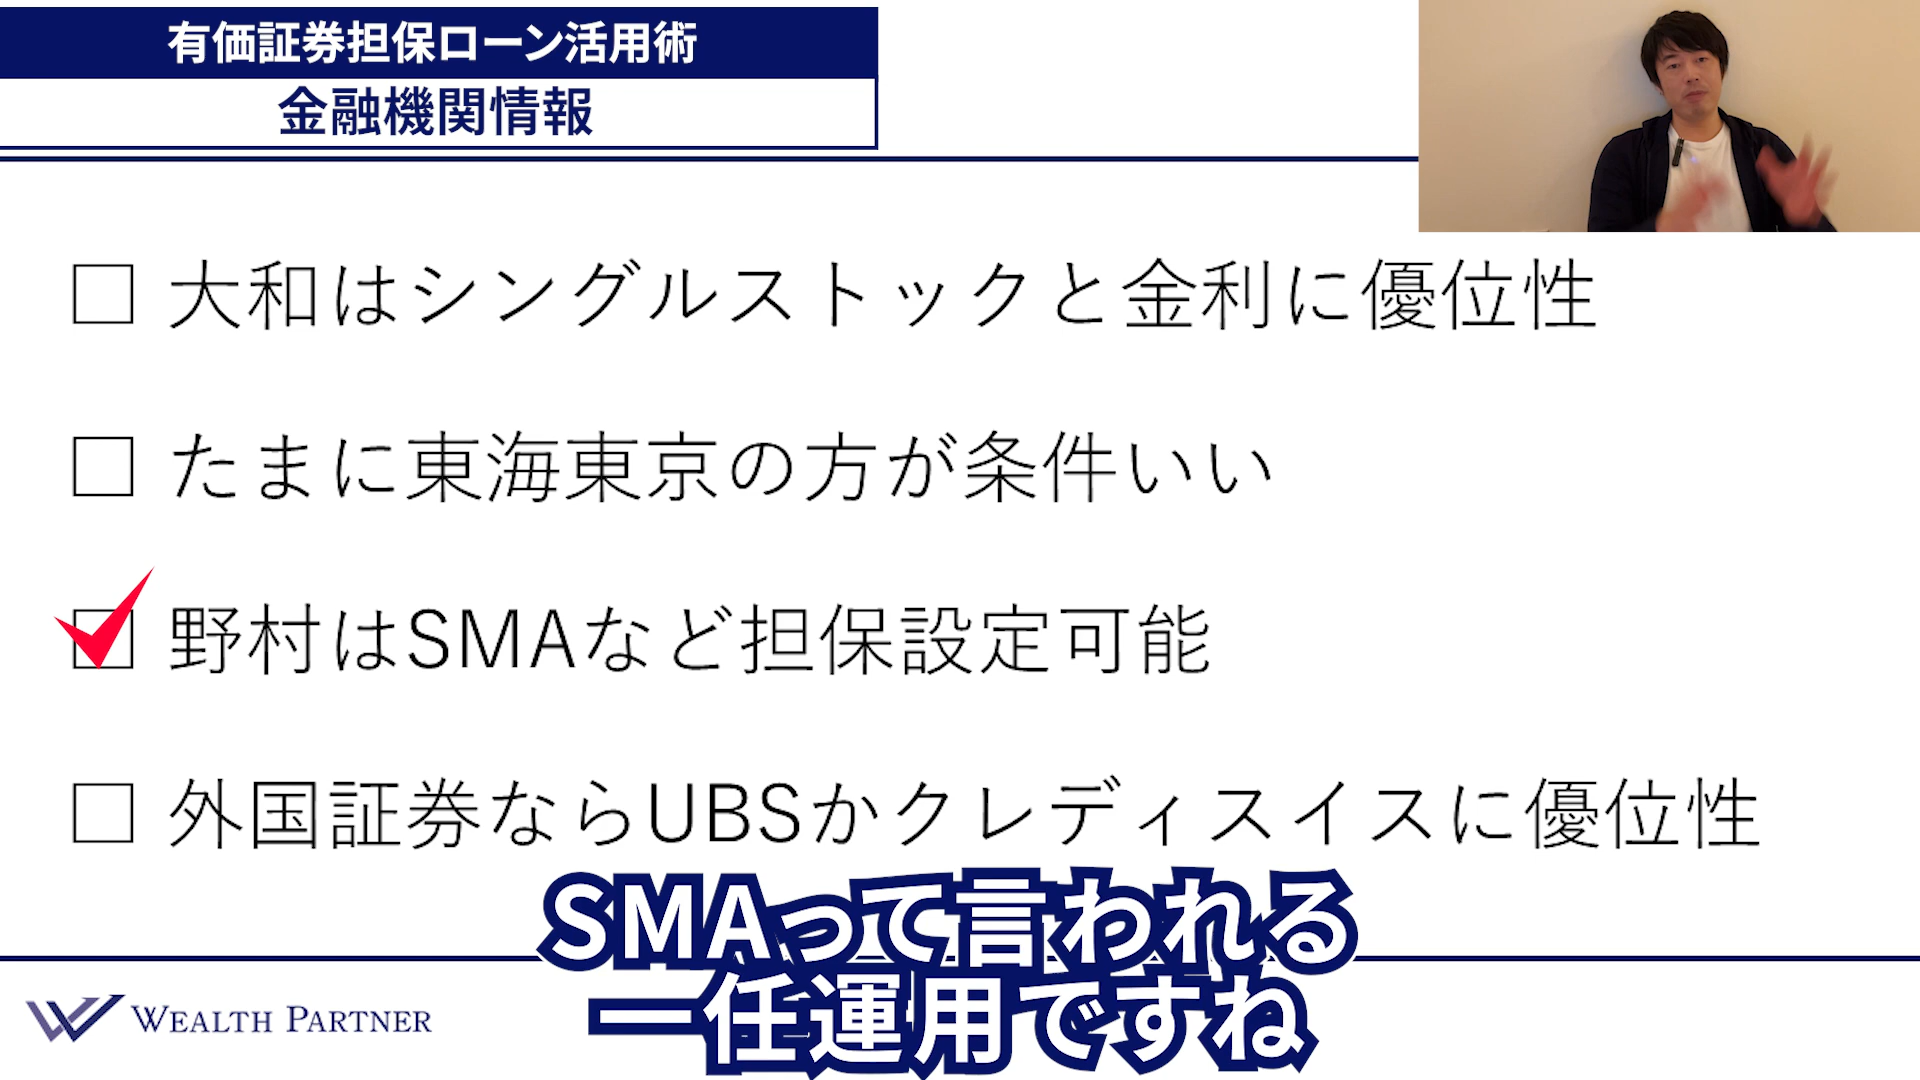 有価証券担保ローン活用術
金融機関情報
大和はシングルストックと金利に優位性
たまに東海東京の方が条件いい
野村はSMAなど担保設定可能
外国証券ならUBSかクレディスイスに優位性
SMAって言われる
一任運用ですね
WEALTH PARTNER